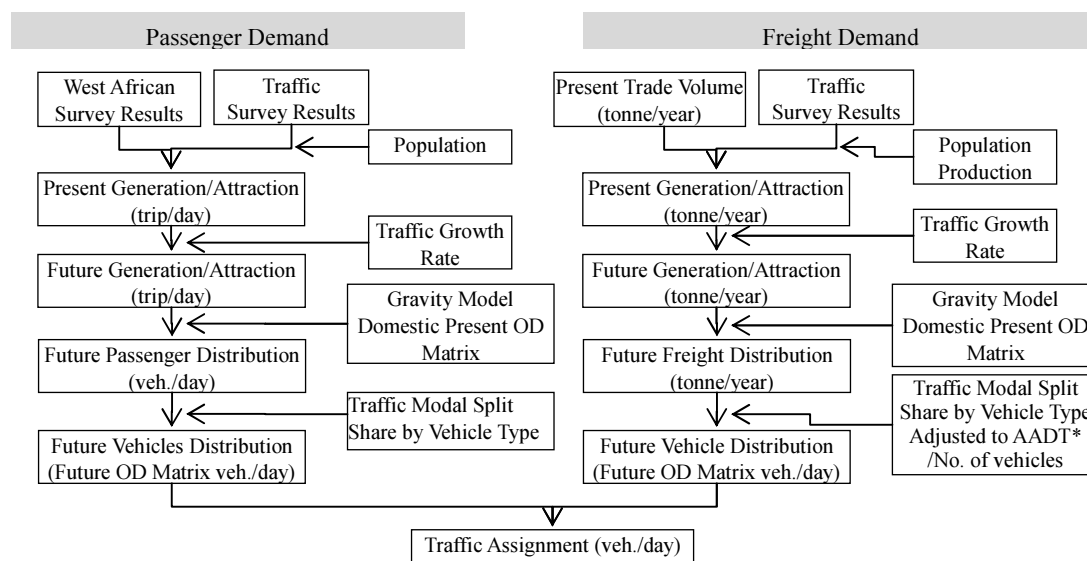 Passenger Demand
West African
Survey Results
Traffic
Survey Results
Population
Present Generation/Attraction
(trip/day)
Traffic Growth
Rate
Future Generation/Attraction
(trip/day)
Gravity Model
Domestic Present OD
Matrix
Future Passenger Distribution
(veh./day)
Traffic Modal Split
Share by Vehicle Type
Future Vehicles Distribution
(Future OD Matrix veh./day)
Freight Demand
Present Trade Volume
(tonne/year)
Traffic
Survey Results
Population
Production
Present Generation/Attraction
(tonne/year)
Traffic Growth
Rate
Future Generation/Attraction
(tonne/year)
Gravity Model
Domestic Present OD
Matrix
Future Freight Distribution
(tonne/year)
Traffic Modal Split
Share by Vehicle Type
Adjusted to AADT*
/No. of vehicles
Future Vehicle Distribution
(Future OD Matrix veh./day)
Traffic Assignment (veh./day)